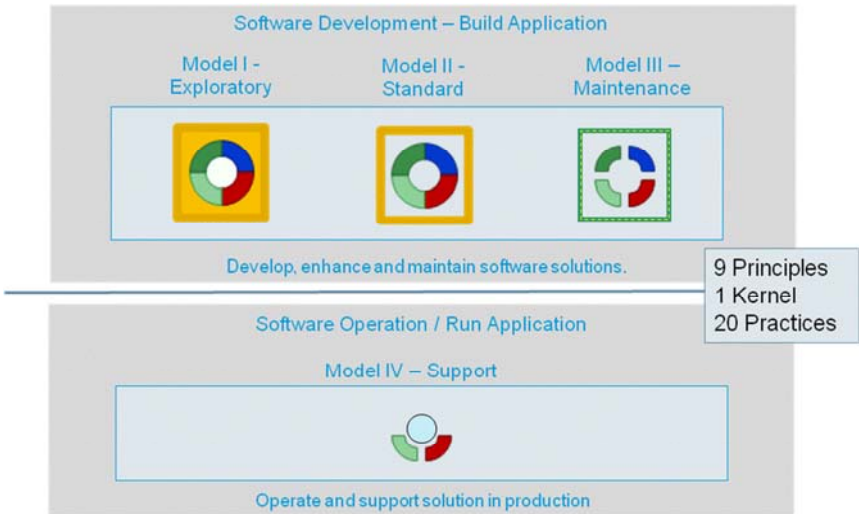 Software Development – Build Application
Model I -
Exploratory
Model II -
Standard
Model III –
Maintenance
Develop, enhance and maintain software solutions.
9 Principles
1 Kernel
20 Practices
Software Operation / Run Application
Model IV – Support
Operate and support solution in production